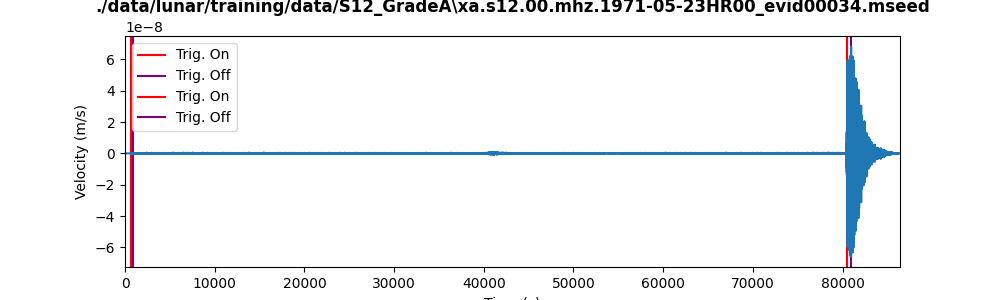 ./data/lunar/training/data/S12_GradeA\xa.s12.00.mhz.1971-05-23HR00_evid00034.mseed
1e−8
Trig. On
Trig. Off
Trig. On
Trig. Off
Velocity (m/s)
6
4
2
0
−2
−4
−6
0 10000 20000 30000 40000 50000 60000 70000 80000